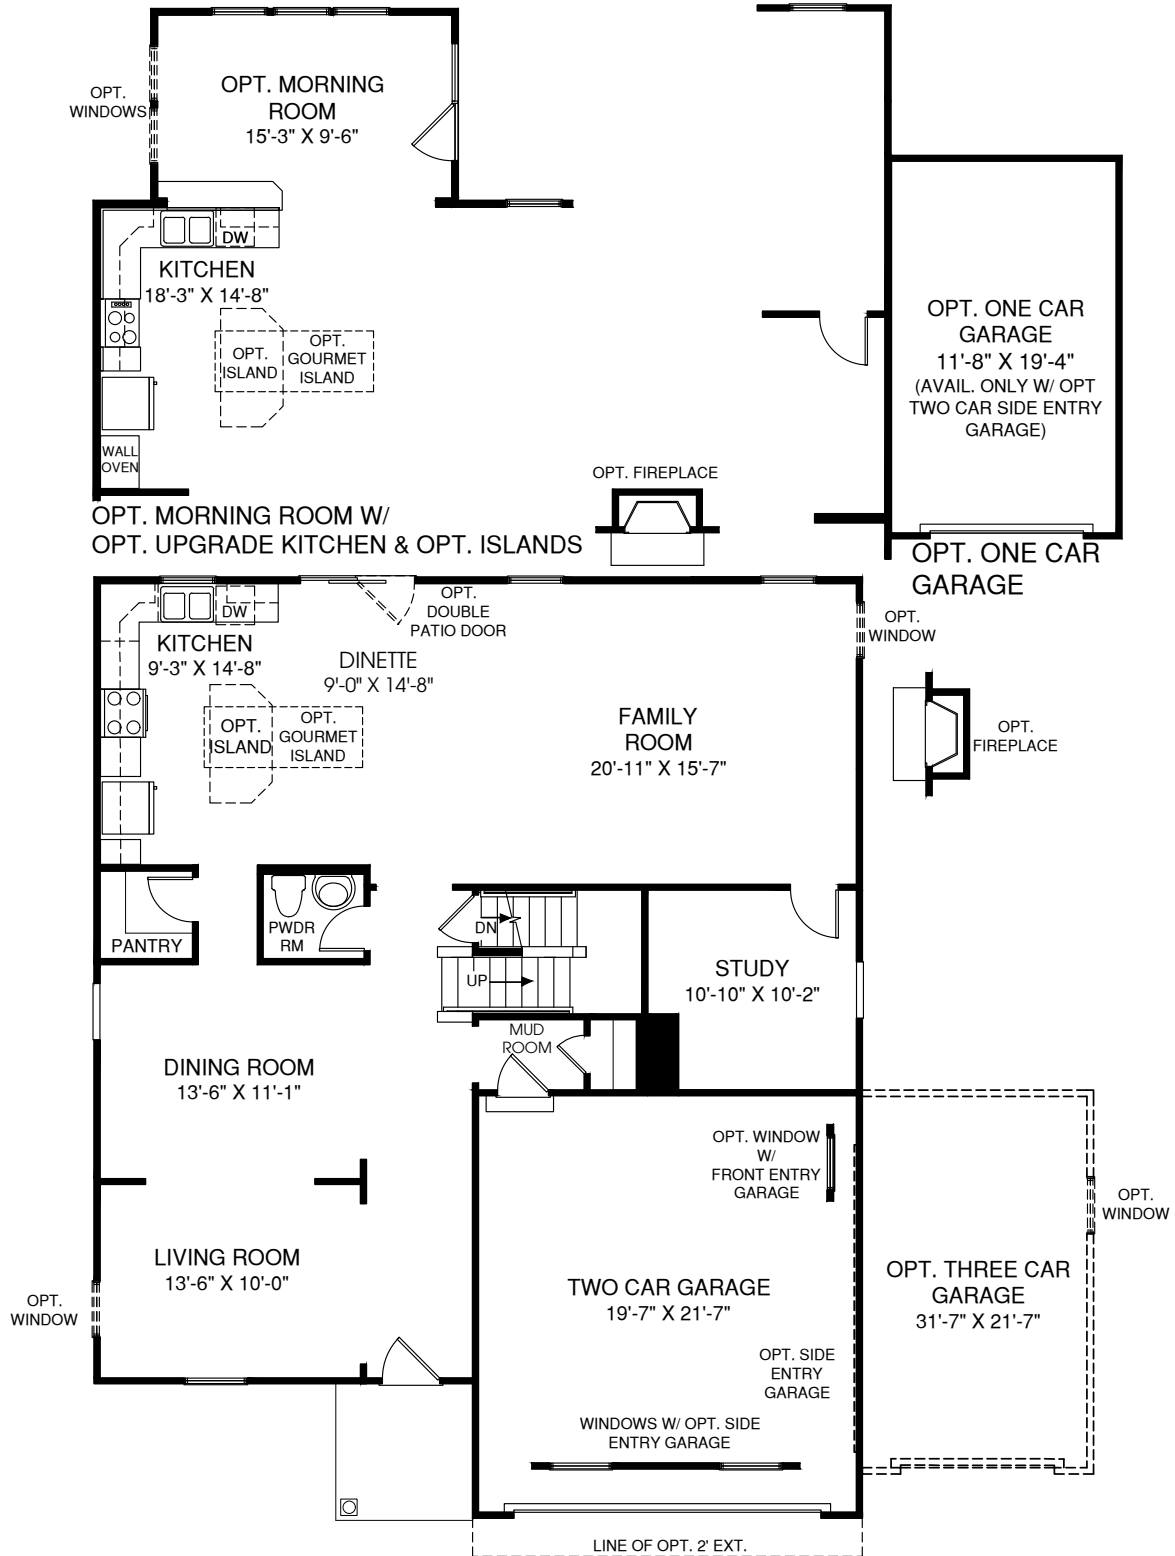 OPT. MORNING
ROOM
15'-3" X 9'-6"
OPT.
WINDOWS
DW
KITCHEN
18'-3" X 14'-8"
OPT.
ISLAND
OPT.
GOURMET
ISLAND
WALL
OVEN
OPT. ONE CAR
GARAGE
11'-8" X 19'-4"
(AVAIL. ONLY W/ OPT
TWO CAR SIDE ENTRY
GARAGE)
OPT. FIREPLACE
OPT. MORNING ROOM W/
OPT. UPGRADE KITCHEN & OPT. ISLANDS
OPT. ONE CAR
GARAGE
DW
OPT.
DOUBLE
PATIO DOOR
OPT.
WINDOW
KITCHEN
9'-3" X 14'-8"
DINETTE
9'-0" X 14'-8"
OPT.
ISLAND
OPT.
GOURMET
ISLAND
FAMILY
ROOM
20'-11" X 15'-7"
OPT.
FIREPLACE
PANTRY
PWDR
RM
DN
UP
STUDY
10'-10" X 10'-2"
MUD
ROOM
DINING ROOM
13'-6" X 11'-1"
OPT. WINDOW
W/
FRONT ENTRY
GARAGE
OPT.
WINDOW
LIVING ROOM
13'-6" X 10'-0"
OPT.
WINDOW
TWO CAR GARAGE
19'-7" X 21'-7"
OPT. THREE CAR
GARAGE
31'-7" X 21'-7"
OPT. SIDE
ENTRY
GARAGE
WINDOWS W/ OPT. SIDE
ENTRY GARAGE
LINE OF OPT. 2' EXT.